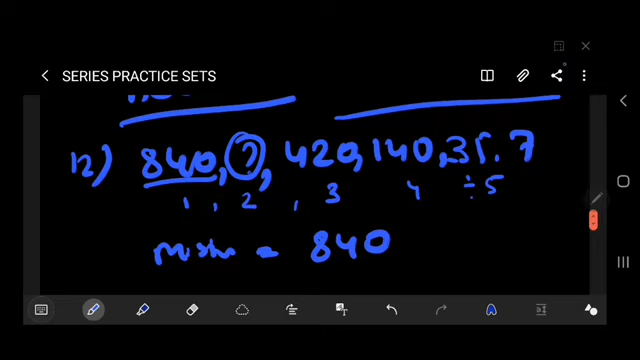 SERIES PRACTICE SETS
12) 840, ?, 420, 140, 35. 7
1, 2, 3 4 ÷5
= 840